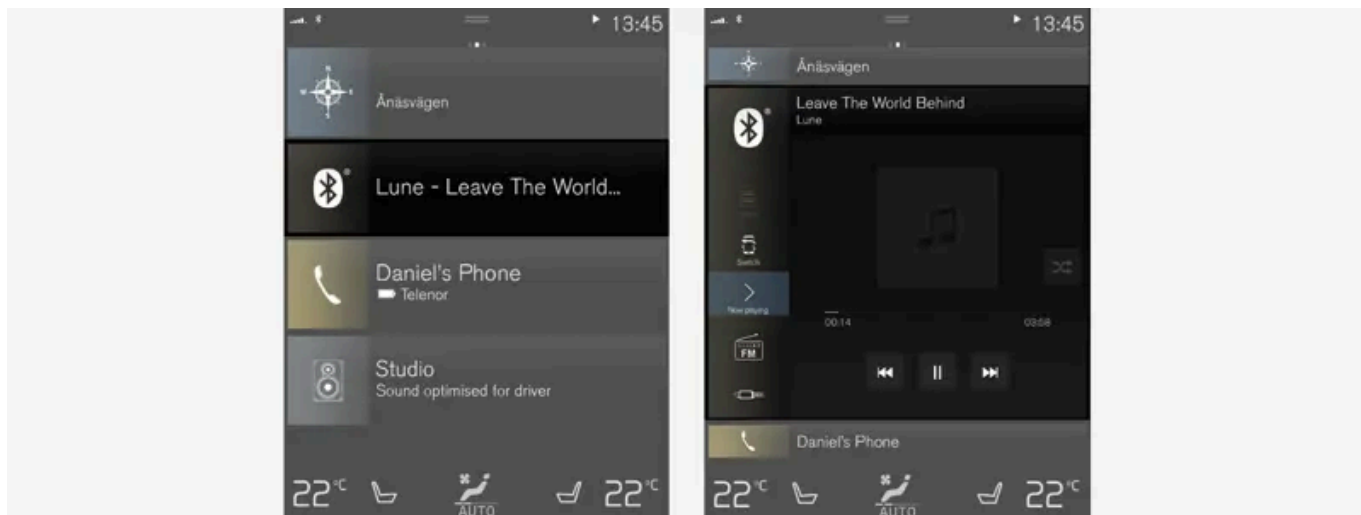 13:45
N
Ånäsvägen
Lune - Leave The World...
Daniel's Phone
Telenor
Studio
Sound optimised for driver
22°C
AUTO
22°C
13:45
Ånäsvägen
Leave The World Behind
Lune
Switch
Now playing
00:14
03:58
FM
Daniel's Phone
22°C
AUTO
22°C